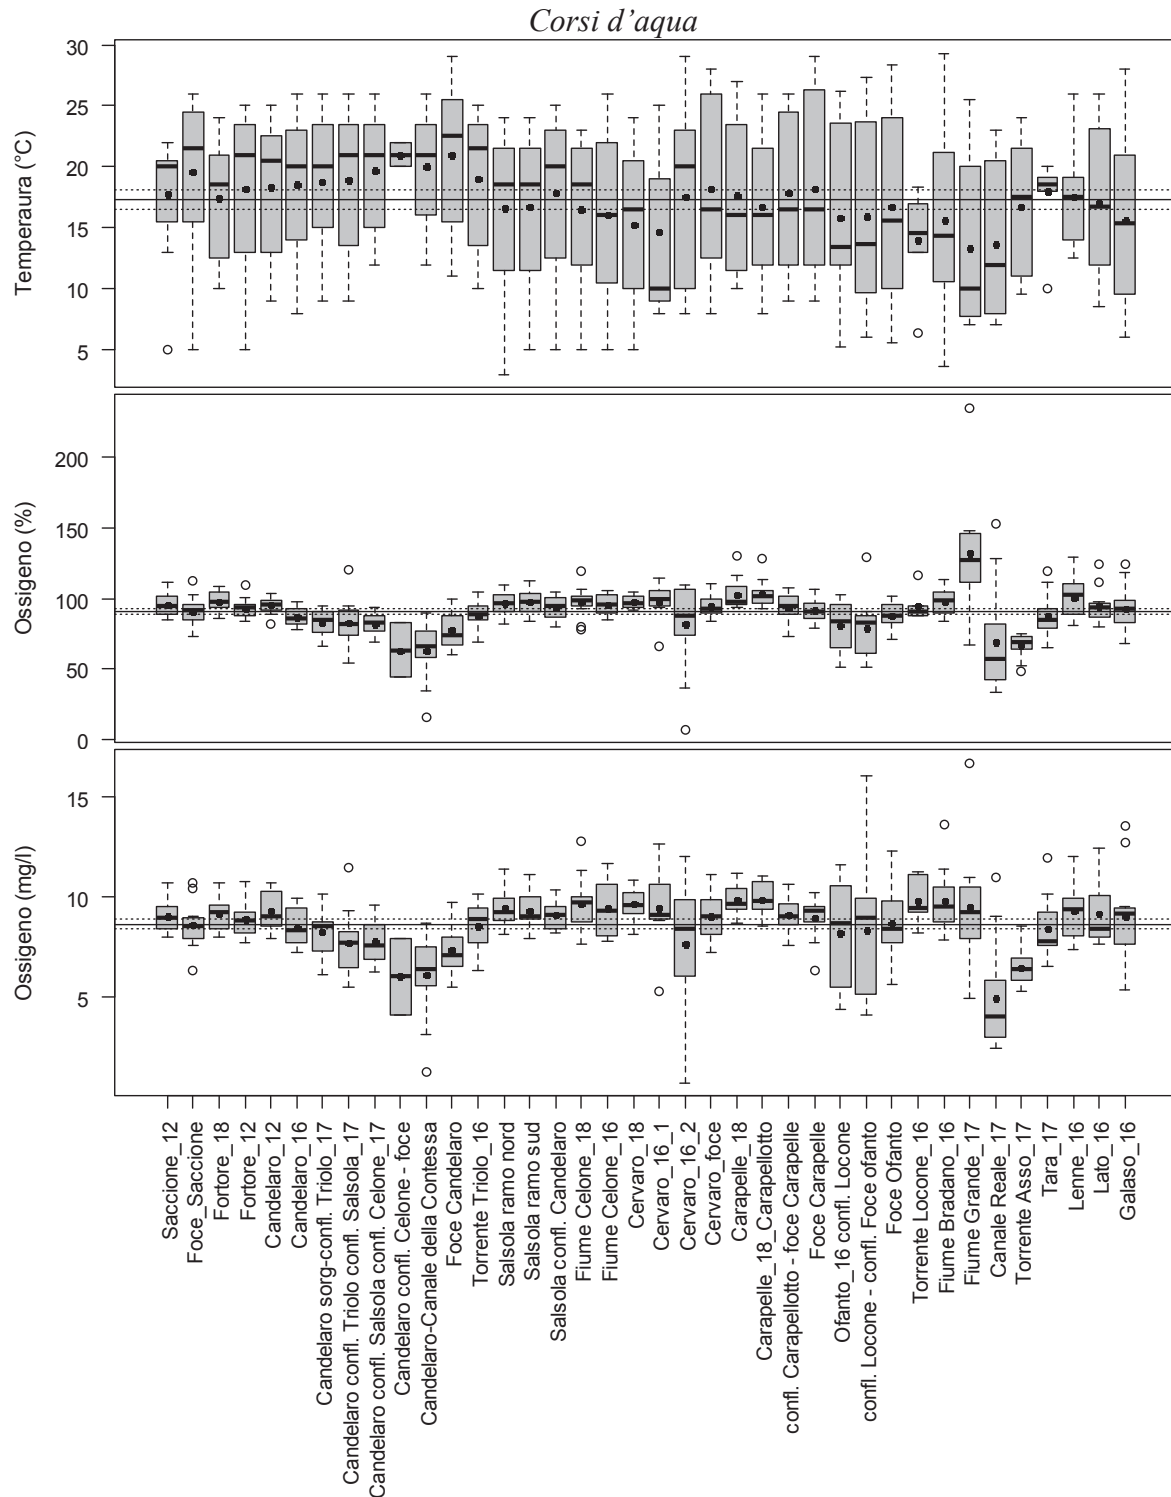 Corsi d'aqua
Temperaura (°C)
30
25
20
15
10
5
Ossigeno (%)
200
150
100
50
0
Ossigeno (mg/l)
15
10
5
Saccione_12
Foce_Saccione
Fortore_18
Fortore_12
Candelaro_12
Candelaro_16
Candelaro sorg-confl. Triolo_17
Candelaro confl. Triolo confl. Salsola_17
Candelaro confl. Salsola confl. Celone_17
Candelaro confl. Celone - foce
Candelaro-Canale della Contessa
Foce Candelaro
Torrente Triolo_16
Salsola ramo nord
Salsola ramo sud
Salsola confl. Candelaro
Fiume Celone_18
Fiume Celone_16
Cervaro_18
Cervaro_16_1
Cervaro_16_2
Cervaro_foce
Carapelle_18
Carapelle_18_Carapellotto
confl. Carapellotto - foce Carapelle
Foce Carapelle
Ofanto_16 confl. Locone
confl. Locone - confl. Foce ofanto
Foce Ofanto
Torrente Locone_16
Fiume Bradano_16
Fiume Grande_17
Canale Reale_17
Torrente Asso_17
Tara_17
Lenne_16
Lato_16
Galaso_16